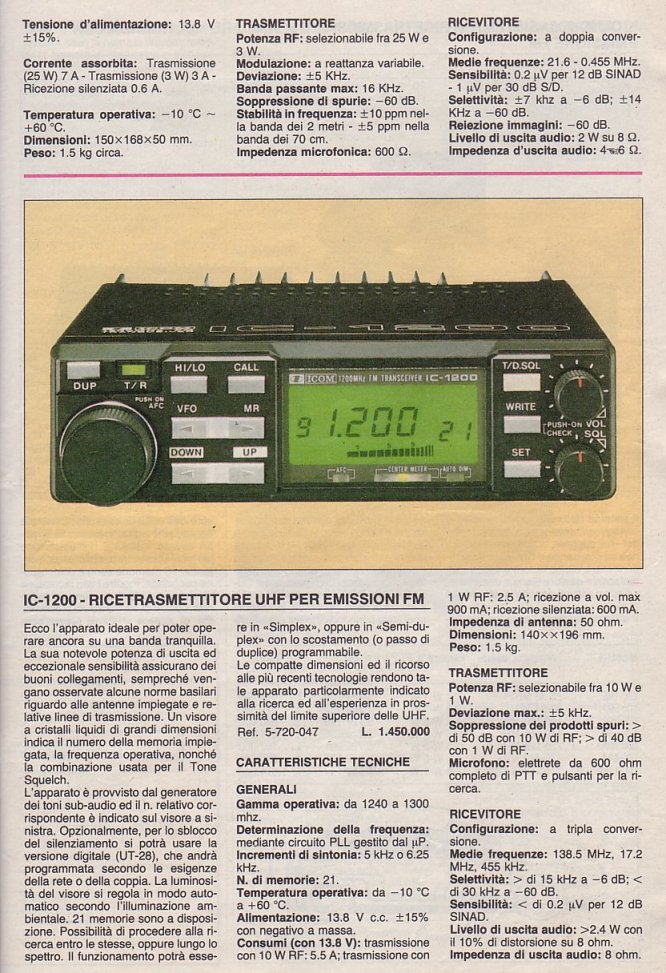 Tensione d'alimentazione: 13.8 V
±15%.
Corrente assorbita: Trasmissione
(25 W) 7 A - Trasmissione (3 W) 3 A -
Ricezione silenziata 0.6 A.
Temperatura operativa: −10 °C ~
+60 °C.
Dimensioni: 150×168×50 mm.
Peso: 1.5 kg circa.
TRASMETTITORE
Potenza RF: selezionabile fra 25 W e
3 W.
Modulazione: a reattanza variabile.
Deviazione: ±5 KHz.
Banda passante max: 16 KHz.
Soppressione di spurie: −60 dB.
Stabilità in frequenza: ±10 ppm nel-
la banda dei 2 metri - ±5 ppm nella
banda dei 70 cm.
Impedenza microfonica: 600 Ω.
RICEVITORE
Configurazione: a doppia conver-
sione.
Medie frequenze: 21.6 - 0.455 MHz.
Sensibilità: 0.2 µV per 12 dB SINAD
- 1 µV per 30 dB S/D.
Selettività: ±7 khz a −6 dB; ±14
KHz a −60 dB.
Reiezione immagini: −60 dB.
Livello di uscita audio: 2 W su 8 Ω.
Impedenza d'uscita audio: 4÷6 Ω.
IC-1200
DUP
T/R
HI/LO
CALL
PUSH ON
AFC
VFO
MR
DOWN
UP
ICOM 1200MHz FM TRANSCEIVER IC-1200
91.200 21
AFC
CENTER METER
AUTO DIM
T/D.SQL
WRITE
PUSH-ON VOL
CHECK SQL
SET
IC-1200 - RICETRASMETTITORE UHF PER EMISSIONI FM
Ecco l'apparato ideale per poter ope-
rare ancora su una banda tranquilla.
La sua notevole potenza di uscita ed
eccezionale sensibilità assicurano dei
buoni collegamenti, sempreché ven-
gano osservate alcune norme basilari
riguardo alle antenne impiegate e re-
lative linee di trasmissione. Un visore
a cristalli liquidi di grandi dimensioni
indica il numero della memoria impie-
gata, la frequenza operativa, nonché
la combinazione usata per il Tone
Squelch.
L'apparato è provvisto dal generatore
dei toni sub-audio ed il n. relativo cor-
rispondente è indicato sul visore a si-
nistra. Opzionalmente, per lo sblocco
del silenziamento si potrà usare la
versione digitale (UT-28), che andrà
programmata secondo le esigenze
della rete o della coppia. La luminosi-
tà del visore si regola in modo auto-
matico secondo l'illuminazione am-
bientale. 21 memorie sono a disposi-
zione. Possibilità di procedere alla ri-
cerca entro le stesse, oppure lungo lo
spettro. Il funzionamento potrà esse-
re in «Simplex», oppure in «Semi-du-
plex» con lo scostamento (o passo di
duplice) programmabile.
Le compatte dimensioni ed il ricorso
alle più recenti tecnologie rendono ta-
le apparato particolarmente indicato
alla ricerca ed all'esperienza in pros-
simità del limite superiore delle UHF.
Ref. 5-720-047 L. 1.450.000
CARATTERISTICHE TECNICHE
GENERALI
Gamma operativa: da 1240 a 1300
mhz.
Determinazione della frequenza:
mediante circuito PLL gestito dal µP.
Incrementi di sintonia: 5 kHz o 6.25
kHz.
N. di memorie: 21.
Temperatura operativa: da −10 °C
a +60 °C.
Alimentazione: 13.8 V c.c. ±15%
con negativo a massa.
Consumi (con 13.8 V): trasmissione
con 10 W RF: 5.5 A; trasmissione con
1 W RF: 2.5 A; ricezione a vol. max
900 mA; ricezione silenziata: 600 mA.
Impedenza di antenna: 50 ohm.
Dimensioni: 140××196 mm.
Peso: 1.5 kg.
TRASMETTITORE
Potenza RF: selezionabile fra 10 W e
1 W.
Deviazione max.: ±5 kHz.
Soppressione dei prodotti spuri: >
di 50 dB con 10 W di RF; > di 40 dB
con 1 W di RF.
Microfono: elettrete da 600 ohm
completo di PTT e pulsanti per la ri-
cerca.
RICEVITORE
Configurazione: a tripla conver-
sione.
Medie frequenze: 138.5 MHz, 17.2
MHz, 455 kHz.
Selettività: > di 15 kHz a −6 dB; <
di 30 kHz a −60 dB.
Sensibilità: < di 0.2 µV per 12 dB
SINAD.
Livello di uscita audio: >2.4 W con
il 10% di distorsione su 8 ohm.
Impedenza di uscita audio: 8 ohm.